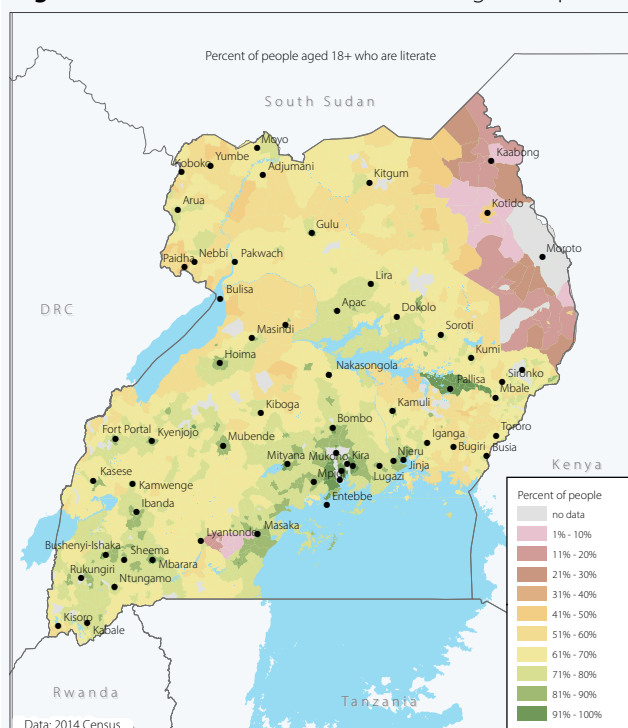 Percent of people aged 18+ who are literate
South Sudan
Moyo
Koboko
Yumbe
Adjumani
Kaabong
Kitgum
Arua
Kotido
Gulu
Moroto
Paidha
Nebbi
Pakwach
Lira
Bulisa
DRC
Apac
Dokolo
Masindi
Soroti
Hoima
Kumi
Nakasongola
Sironko
Pallisa
Mbale
Kiboga
Kamuli
Bombo
Fort Portal
Kyenjojo
Mubende
Tororo
Iganga
Bugiri
Busia
Mityana
Mukono
Kira
Njeru
Jinja
Kenya
Kasese
Kamwenge
Lugazi
Entebbe
Ibanda
Lyantonde
Masaka
Bushenyi-Ishaka
Sheema
Mbarara
Rukungiri
Ntungamo
Kisoro
Kabale
Percent of people
no data
1% - 10%
11% - 20%
21% - 30%
31% - 40%
41% - 50%
51% - 60%
61% - 70%
71% - 80%
81% - 90%
91% - 100%
Rwanda
Tanzania
Data: 2014 Census